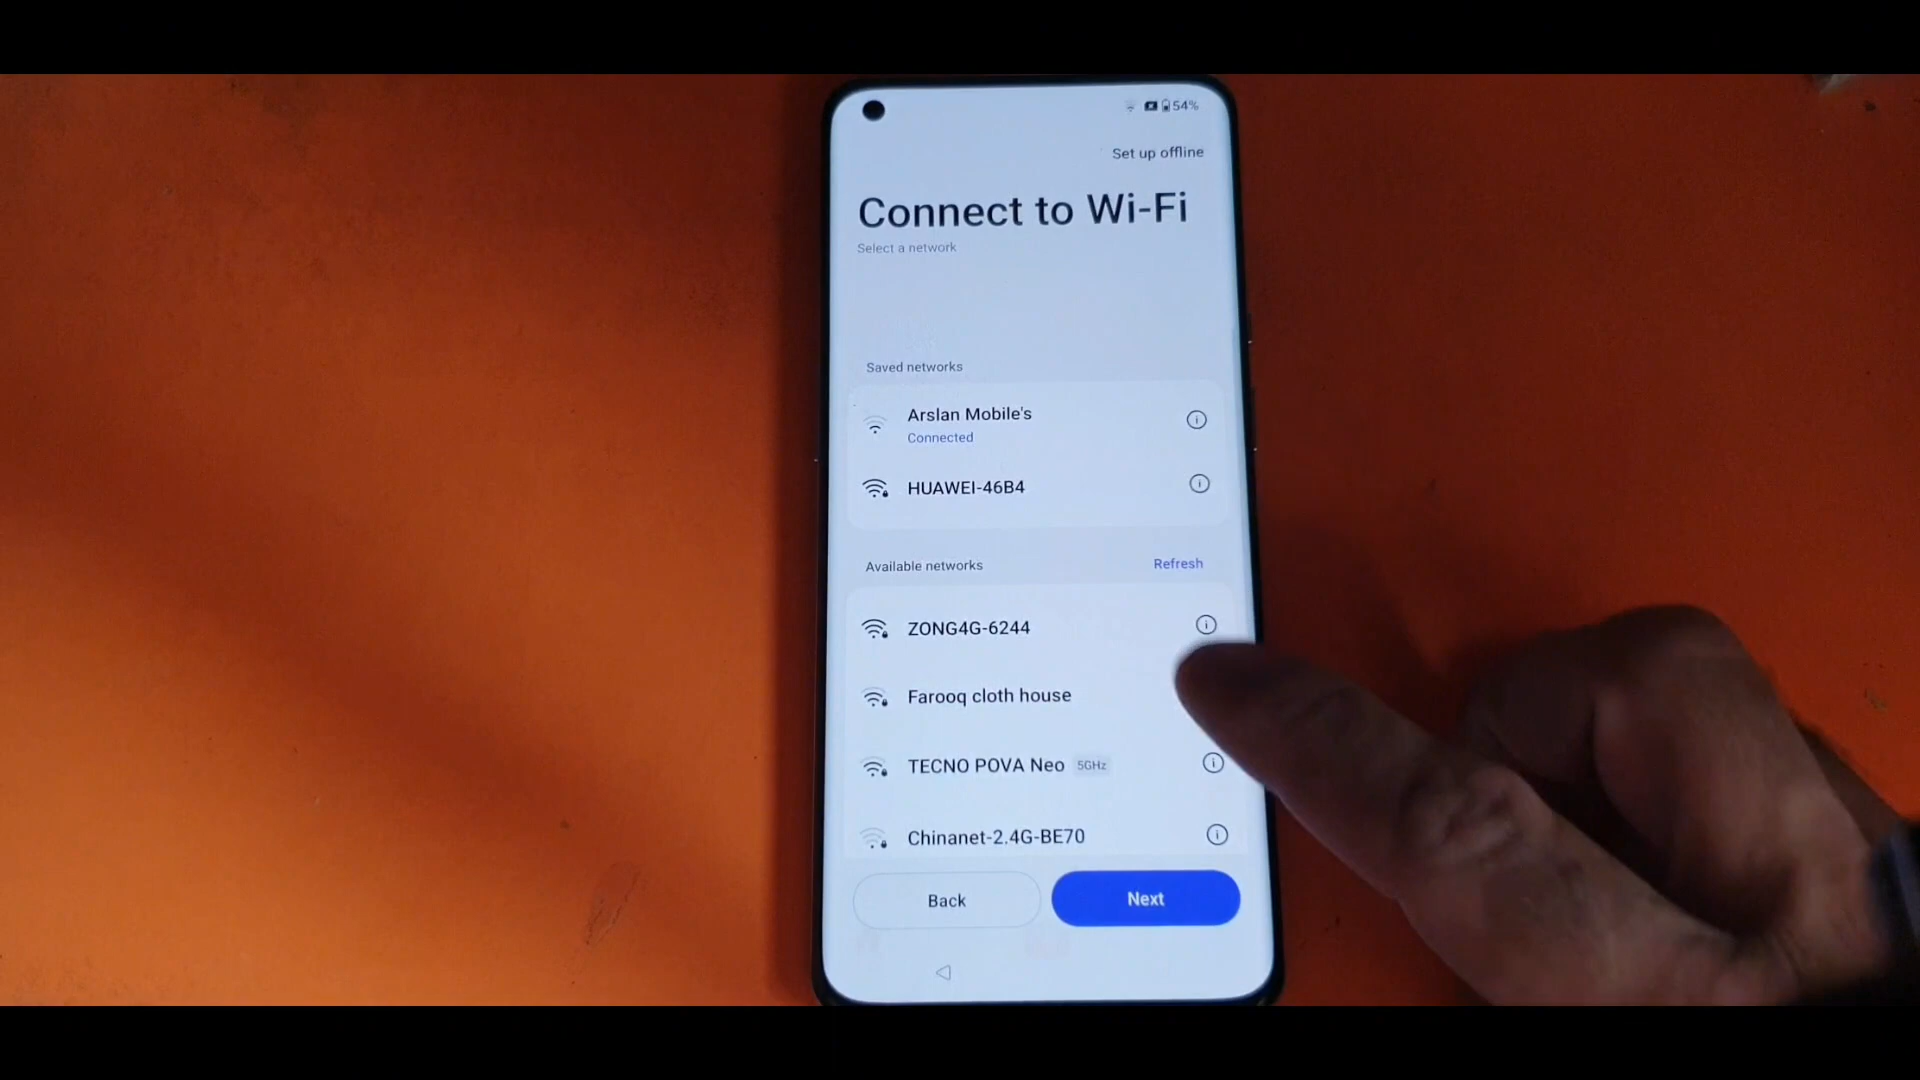 54%
Set up offline
Connect to Wi-Fi
Select a network
Saved networks
Arslan Mobile's
Connected
HUAWEI-46B4
Available networks
Refresh
ZONG4G-6244
Farooq cloth house
TECNO POVA Neo 5GHz
Chinanet-2.4G-BE70
Back
Next